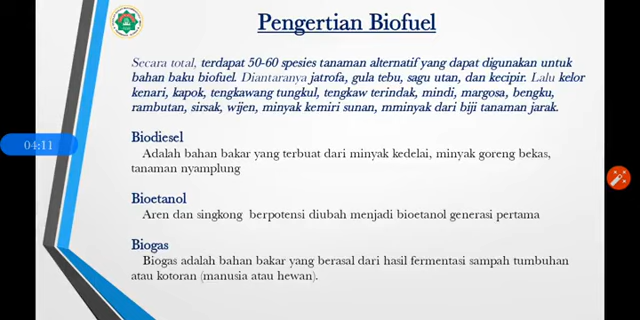 Pengertian Biofuel
Secara total, terdapat 50-60 spesies tanaman alternatif yang dapat digunakan untuk
bahan baku biofuel. Diantaranya jatrofa, gula tebu, sagu utan, dan kecipir. Lalu kelor
kenari, kapok, tengkawang tungkul, tengkaw terindak, mindi, margosa, bengku,
rambutan, sirsak, wijen, minyak kemiri sunan, mminyak dari biji tanaman jarak.
04:11
Biodiesel
Adalah bahan bakar yang terbuat dari minyak kedelai, minyak goreng bekas,
tanaman nyamplung
Bioetanol
Aren dan singkong berpotensi diubah menjadi bioetanol generasi pertama
Biogas
Biogas adalah bahan bakar yang berasal dari hasil fermentasi sampah tumbuhan
atau kotoran (manusia atau hewan).